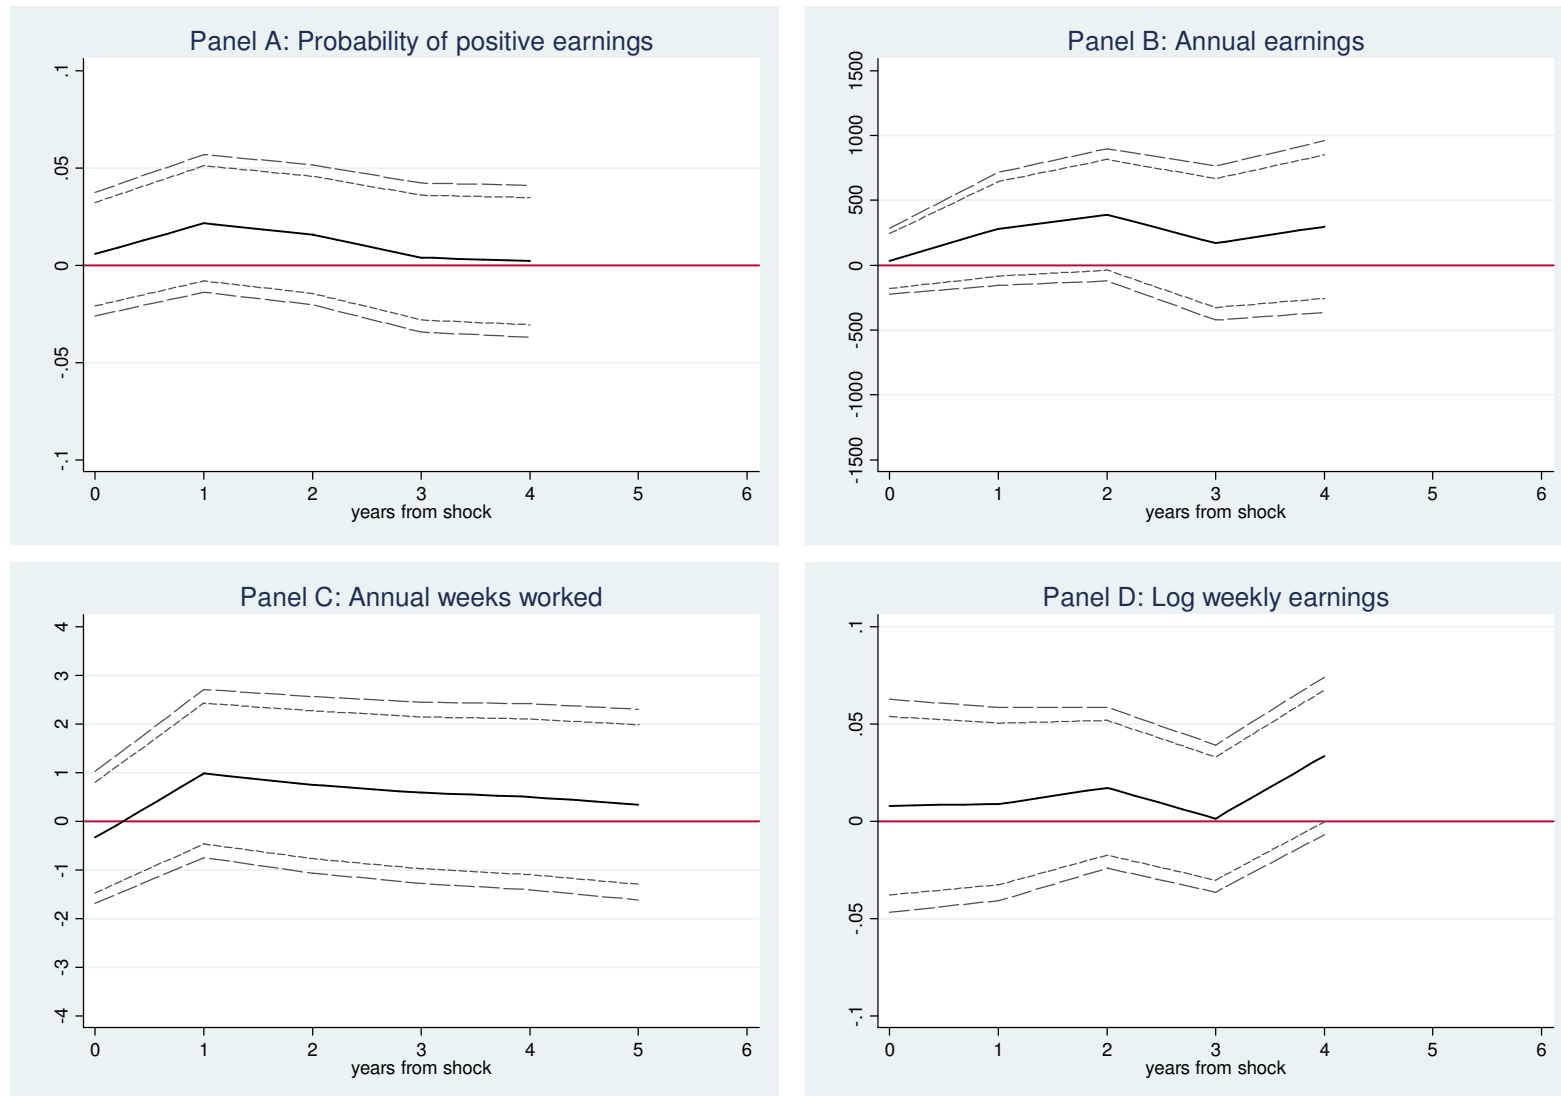 Panel A: Probability of positive earnings
.1
.05
0
-.05
-.1
0 1 2 3 4 5 6
years from shock
Panel B: Annual earnings
1500
1000
500
0
-500
-1000
-1500
0 1 2 3 4 5 6
years from shock
Panel C: Annual weeks worked
4
3
2
1
0
-1
-2
-3
-4
0 1 2 3 4 5 6
years from shock
Panel D: Log weekly earnings
.1
.05
0
-.05
-.1
0 1 2 3 4 5 6
years from shock